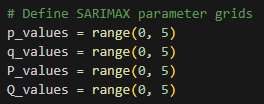 # Define SARIMAX parameter grids
p_values = range(0, 5)
q_values = range(0, 5)
P_values = range(0, 5)
Q_values = range(0, 5)